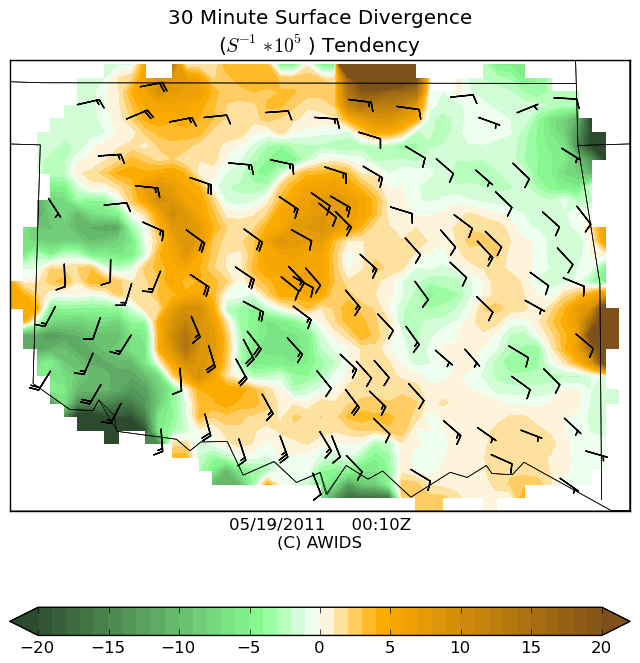 30 Minute Surface Divergence
(S⁻¹ ∗10⁵ ) Tendency
05/19/2011 00:10Z
(C) AWIDS
−20 −15 −10 −5 0 5 10 15 20